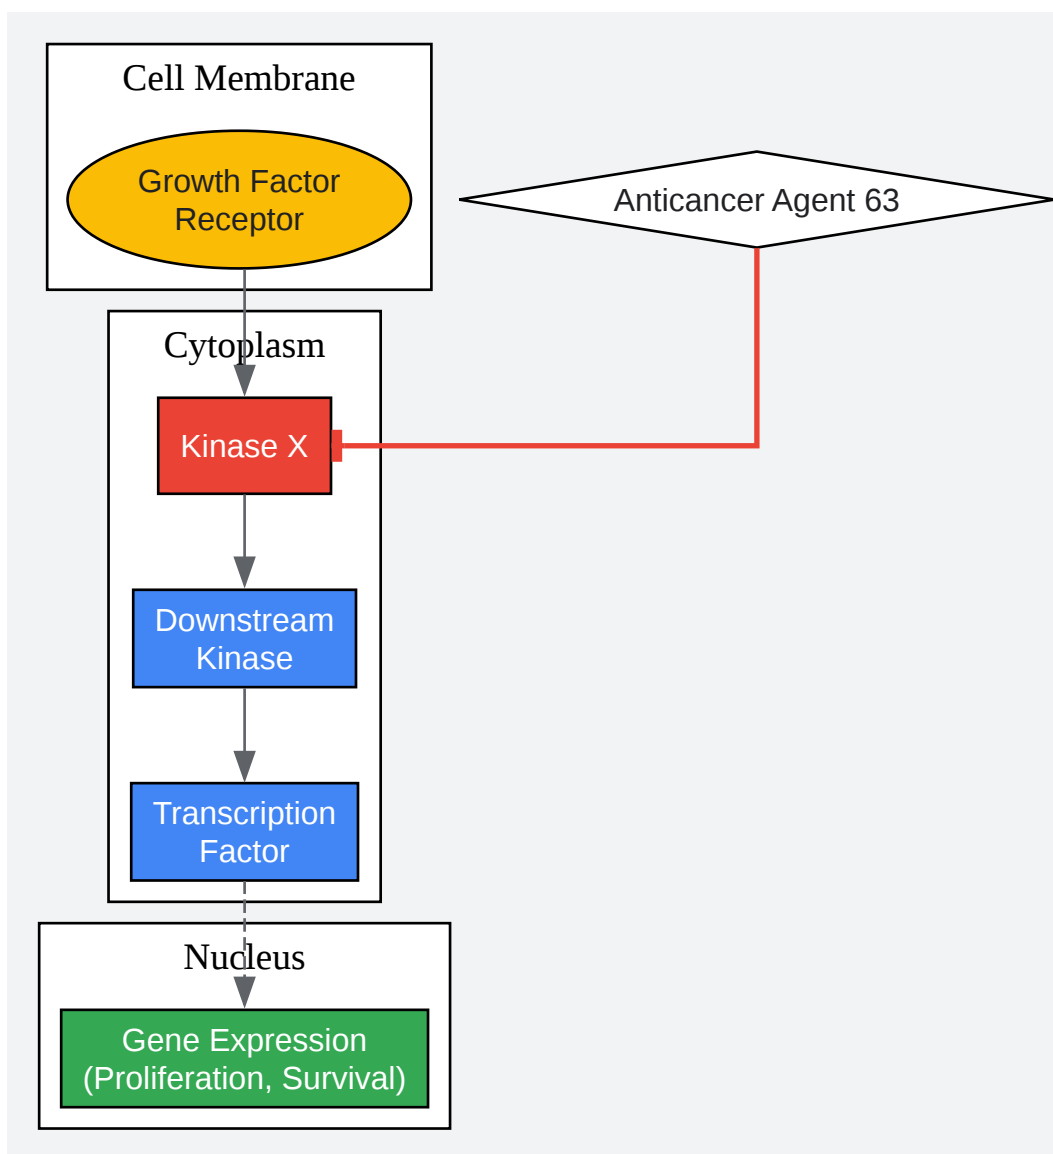 Cell Membrane
Growth Factor
Receptor
Anticancer Agent 63
Cytoplasm
Kinase X
Downstream
Kinase
Transcription
Factor
Nucleus
Gene Expression
(Proliferation, Survival)